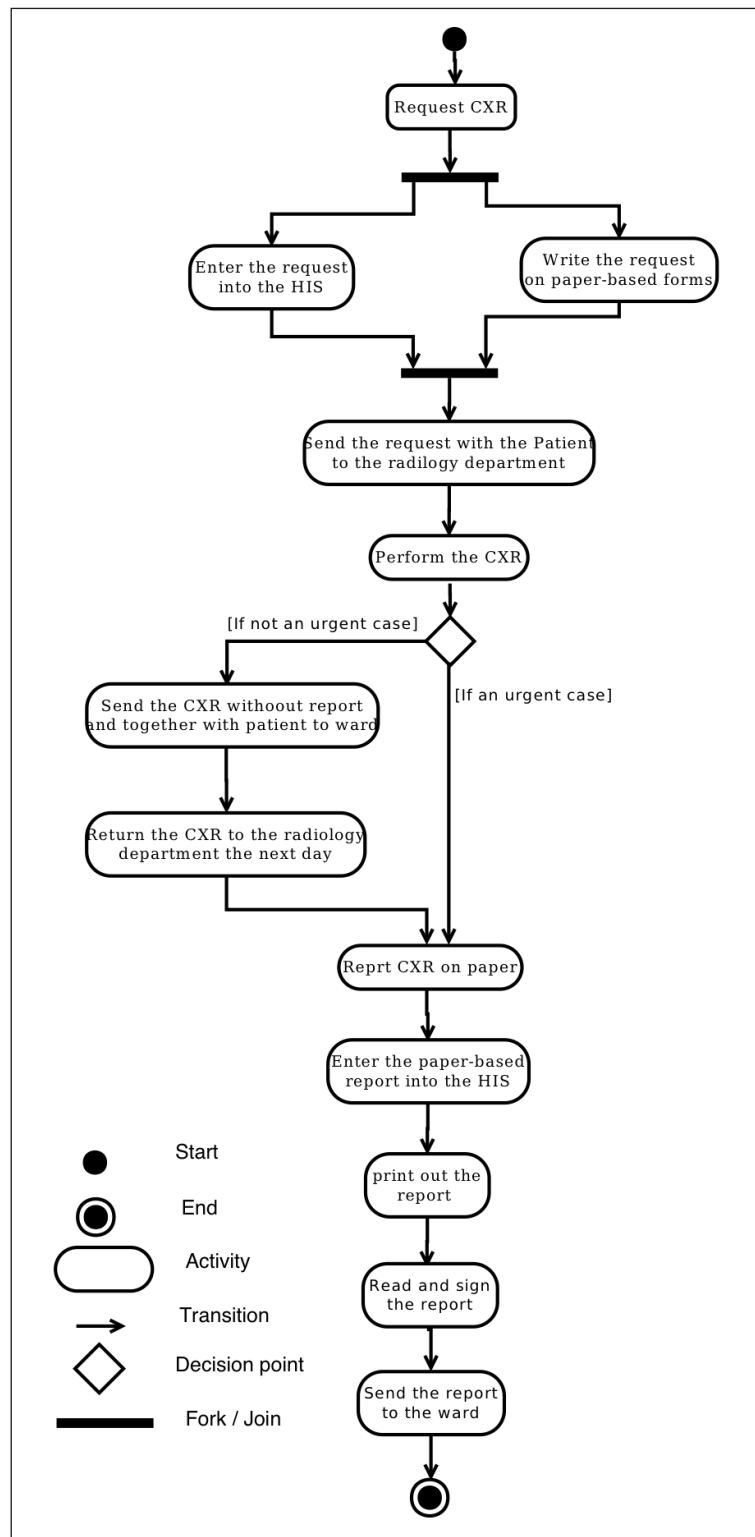 Request CXR
Enter the request
into the HIS
Write the request
on paper-based forms
Send the request with the Patient
to the radilogy department
Perform the CXR
[If not an urgent case]
[If an urgent case]
Send the CXR withoout report
and together with patient to ward
Return the CXR to the radiology
department the next day
Reprt CXR on paper
Enter the paper-based
report into the HIS
print out the
report
Read and sign
the report
Send the report
to the ward
Start
End
Activity
Transition
Decision point
Fork / Join